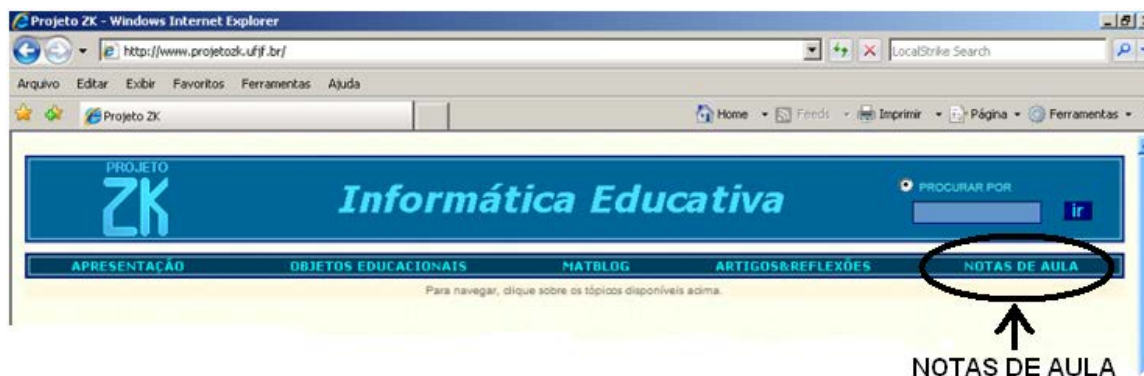 Projeto ZK - Windows Internet Explorer
http://www.projetozk.ufjf.br/ LocalStrike Search
Arquivo Editar Exibir Favoritos Ferramentas Ajuda
Projeto ZK Home Feeds Imprimir Página Ferramentas
PROJETO
ZK
Informática Educativa
PROCURAR POR
ir
APRESENTAÇÃO OBJETOS EDUCACIONAIS MATBLOG ARTIGOS&REFLEXÕES NOTAS DE AULA
Para navegar, clique sobre os tópicos disponíveis acima.
NOTAS DE AULA